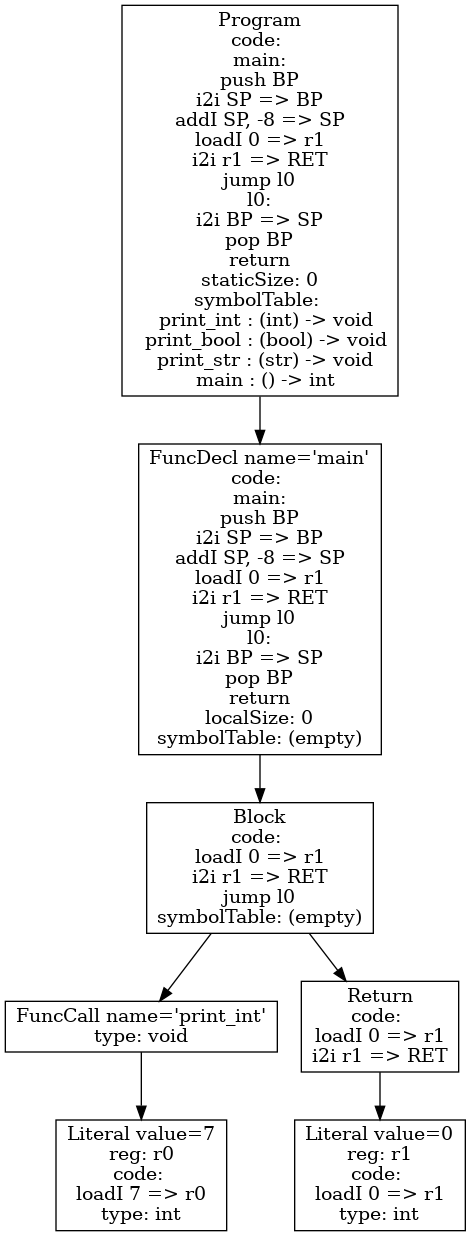 Program
code:
main:
push BP
i2i SP => BP
addI SP, -8 => SP
loadI 0 => r1
i2i r1 => RET
jump l0
l0:
i2i BP => SP
pop BP
return
staticSize: 0
symbolTable:
print_int : (int) -> void
print_bool : (bool) -> void
print_str : (str) -> void
main : () -> int
FuncDecl name='main'
code:
main:
push BP
i2i SP => BP
addI SP, -8 => SP
loadI 0 => r1
i2i r1 => RET
jump l0
l0:
i2i BP => SP
pop BP
return
localSize: 0
symbolTable: (empty)
Block
code:
loadI 0 => r1
i2i r1 => RET
jump l0
symbolTable: (empty)
FuncCall name='print_int'
type: void
Return
code:
loadI 0 => r1
i2i r1 => RET
Literal value=7
reg: r0
code:
loadI 7 => r0
type: int
Literal value=0
reg: r1
code:
loadI 0 => r1
type: int